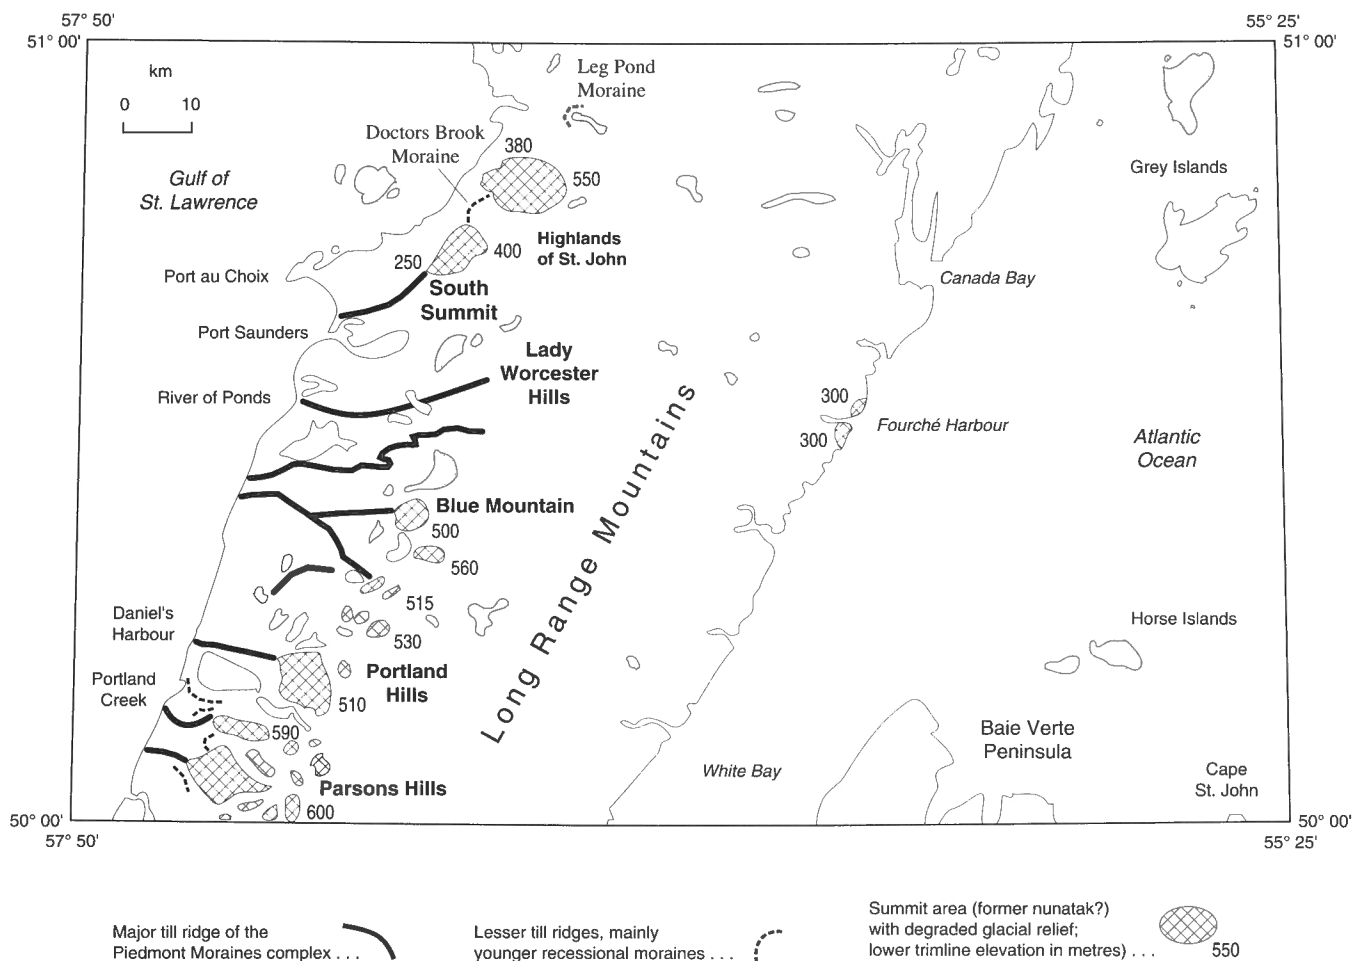 57° 50'
55° 25'
51° 00'
51° 00'
km
0 10
Leg Pond
Moraine
Doctors Brook
Moraine
380
550
Gulf of
St. Lawrence
Grey Islands
Highlands
of St. John
400
250
Port au Choix
South
Summit
Canada Bay
Port Saunders
Lady
Worcester
Hills
River of Ponds
300
300
Fourché Harbour
Atlantic
Ocean
Long Range Mountains
Blue Mountain
500
560
515
530
Daniel's
Harbour
Horse Islands
Portland
Hills
Portland
Creek
510
590
Baie Verte
Peninsula
White Bay
Parsons Hills
Cape
St. John
600
50° 00'
50° 00'
57° 50'
55° 25'
Major till ridge of the
Piedmont Moraines complex . . .
Lesser till ridges, mainly
younger recessional moraines . . .
Summit area (former nunatak?)
with degraded glacial relief;
lower trimline elevation in metres) . . .
550